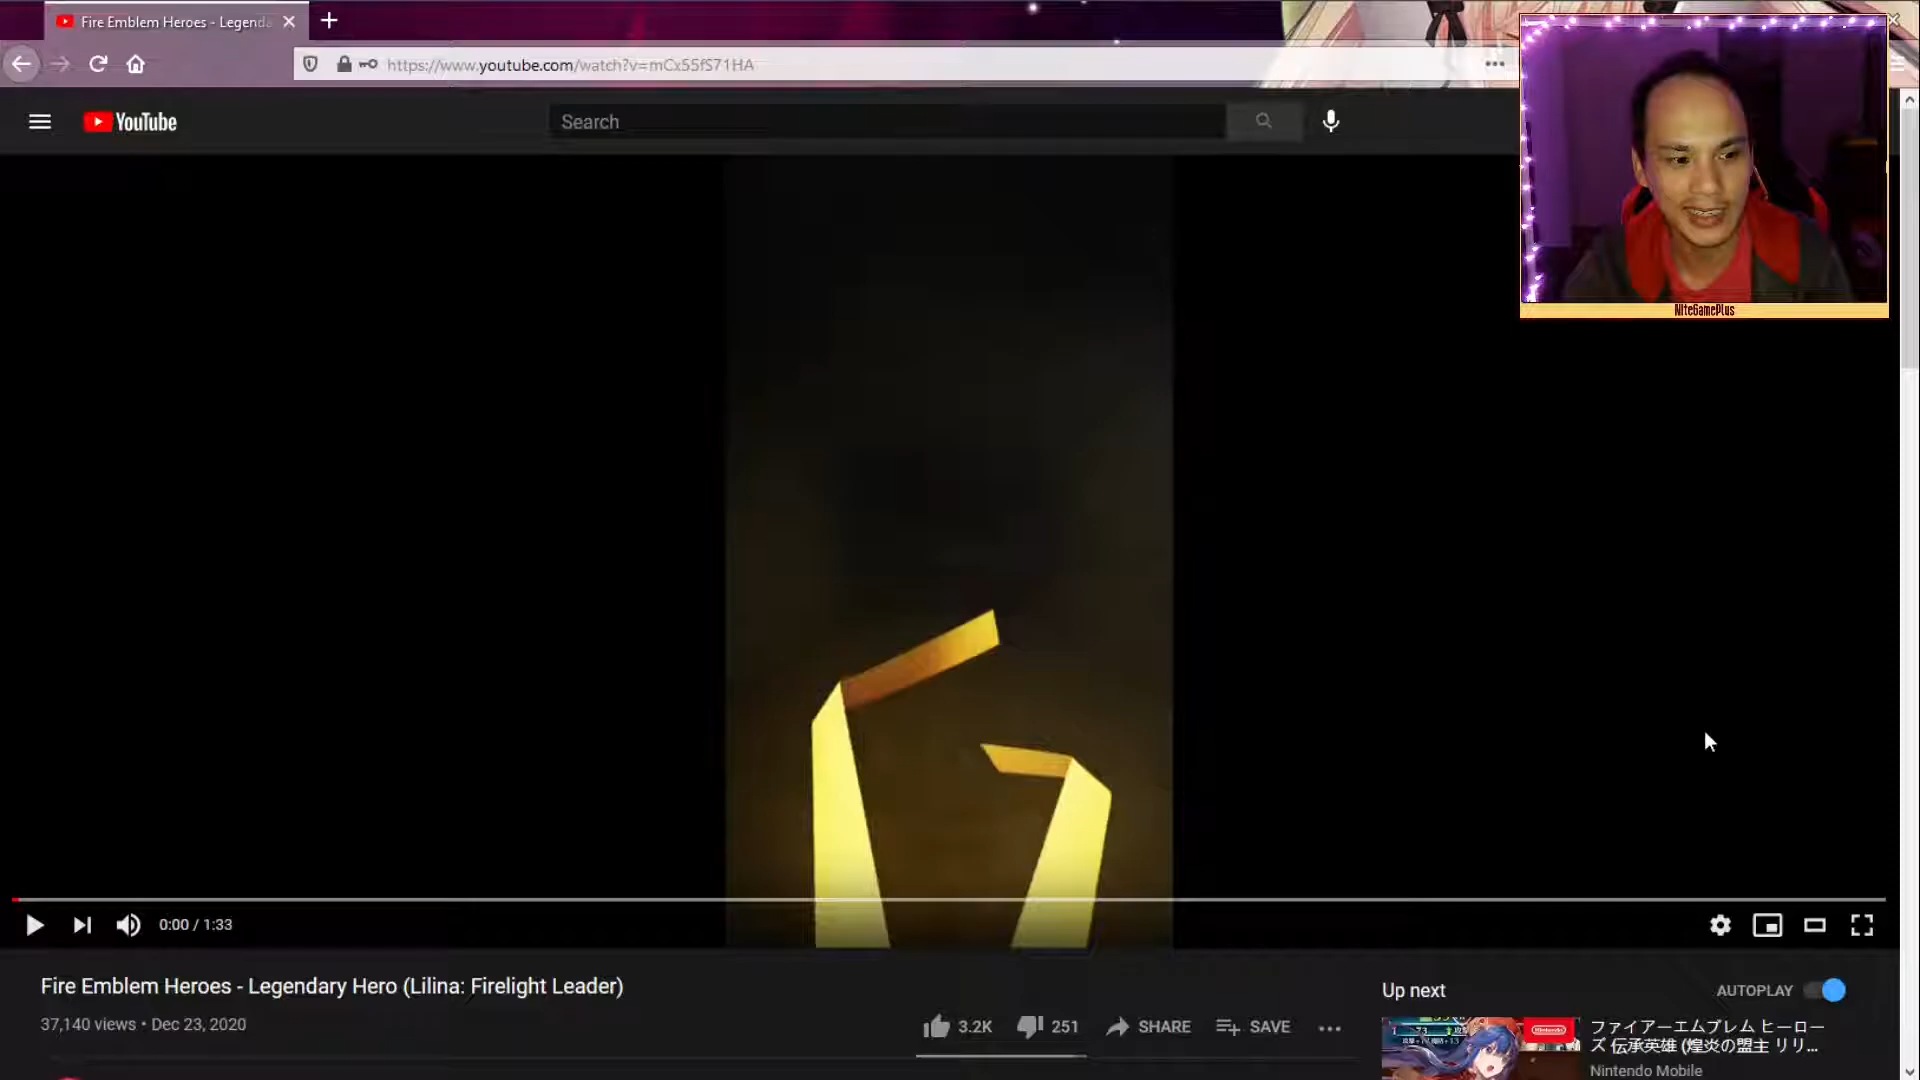 Fire Emblem Heroes - Legenda
https://www.youtube.com/watch?v=mCx55fS71HA
YouTube
Search
NiteGamePlus
0:00 / 1:33
Fire Emblem Heroes - Legendary Hero (Lilina: Firelight Leader)
37,140 views • Dec 23, 2020
3.2K
251
SHARE
SAVE
Up next
AUTOPLAY
Nintendo
ファイアーエムブレム ヒーロー
ズ 伝承英雄 (煌炎の盟主 リリ...
Nintendo Mobile